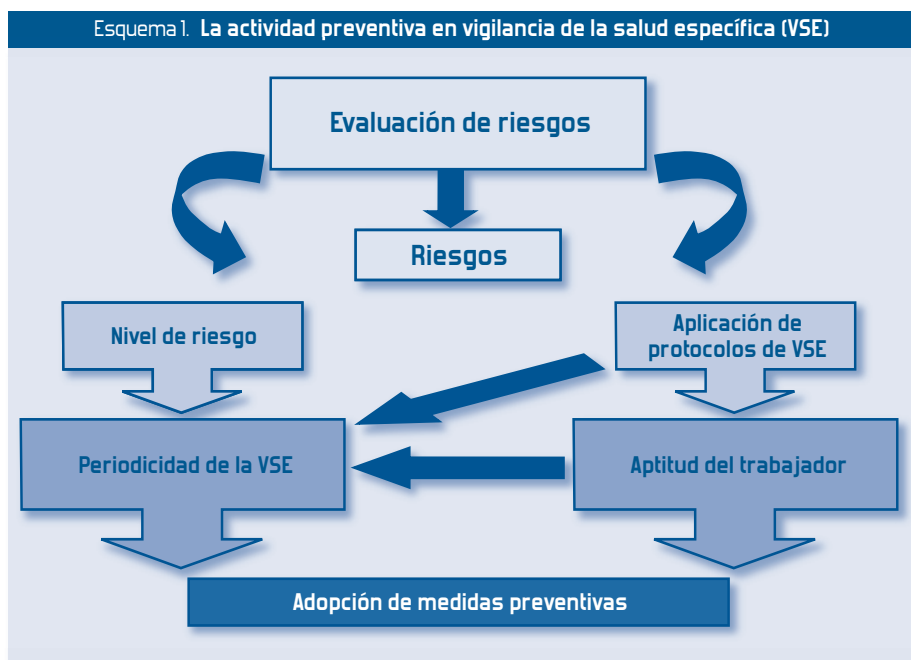 Esquema 1. La actividad preventiva en vigilancia de la salud específica (VSE)
Evaluación de riesgos
Riesgos
Nivel de riesgo
Aplicación de
protocolos de VSE
Periodicidad de la VSE
Aptitud del trabajador
Adopción de medidas preventivas